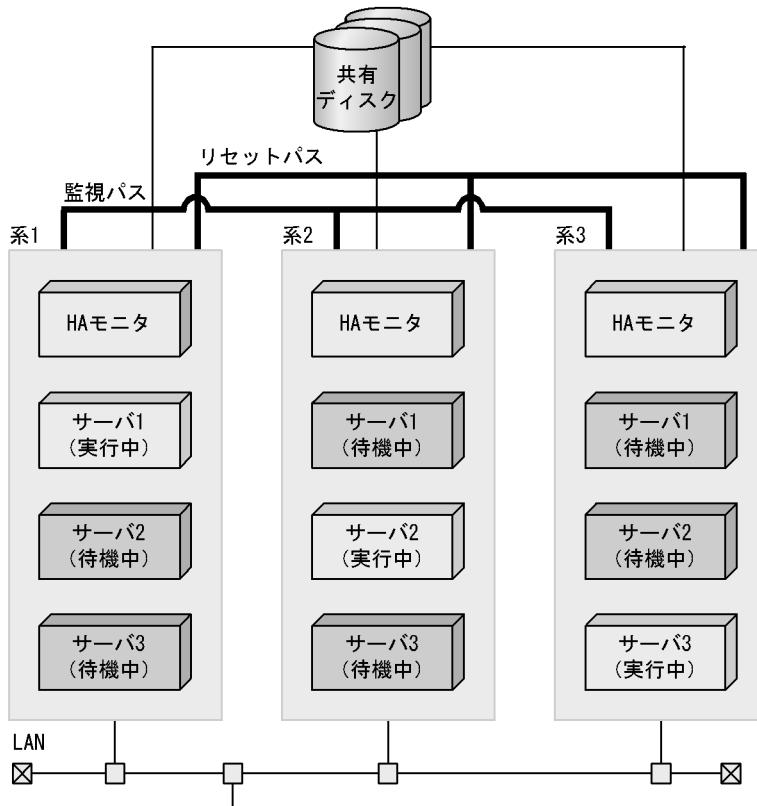 共有
ディスク
リセットパス
監視パス
系1
系2
系3
HAモニタ
HAモニタ
HAモニタ
サーバ1
(実行中)
サーバ1
(待機中)
サーバ1
(待機中)
サーバ2
(待機中)
サーバ2
(実行中)
サーバ2
(待機中)
サーバ3
(待機中)
サーバ3
(待機中)
サーバ3
(実行中)
LAN